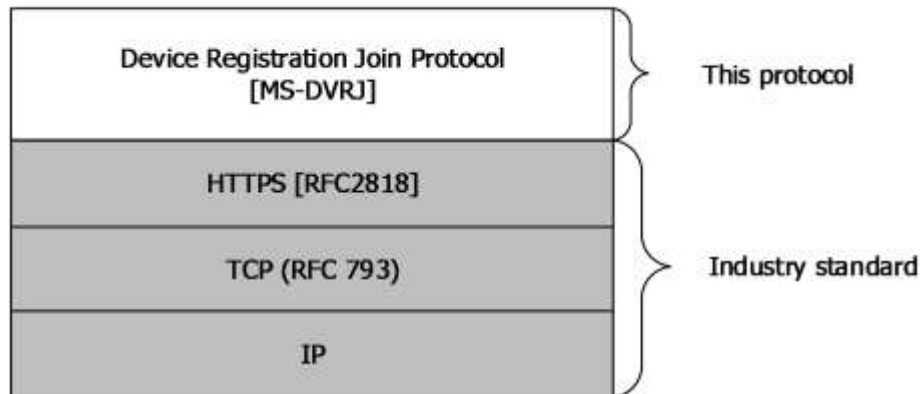 Device Registration Join Protocol
[MS-DVRJ]
This protocol
HTTPS [RFC2818]
TCP (RFC 793)
Industry standard
IP